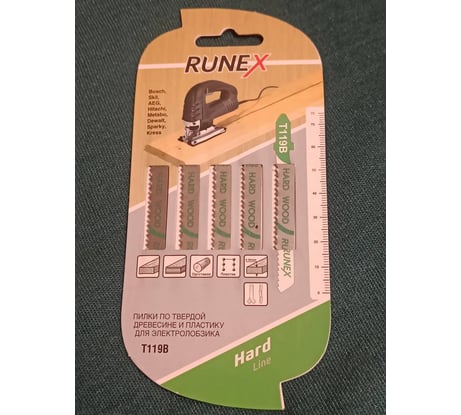 RUNEX
Bosch,
Skil,
AEG,
Hitachi,
Metabo,
Dewalt,
Sparky,
Kress
T119B
HARD WOOD
HARD WOOD
HARD WOOD
HARD WOOD
HARD WOOD RUNEX
ПИЛКИ ПО ТВЕРДОЙ
ДРЕВЕСИНЕ И ПЛАСТИКУ
ДЛЯ ЭЛЕКТРОЛОБЗИКА
T119B
Hard
Line